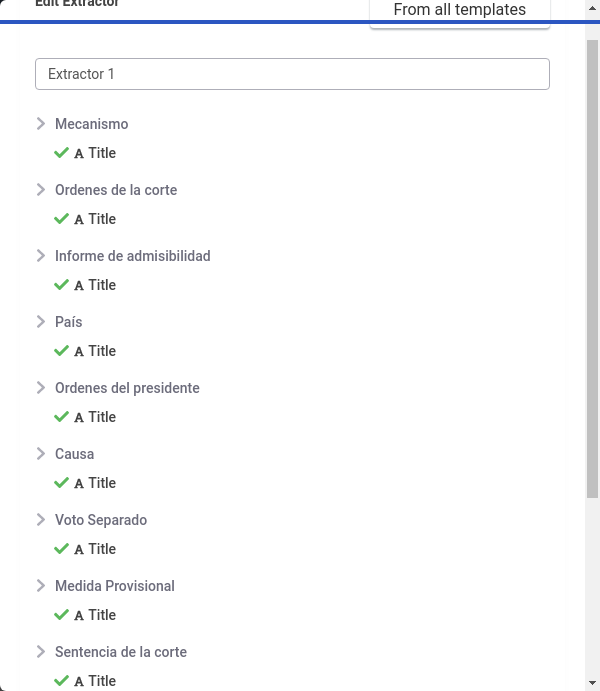 Edit Extractor
From all templates
Extractor 1
Mecanismo
A Title
Ordenes de la corte
A Title
Informe de admisibilidad
A Title
País
A Title
Ordenes del presidente
A Title
Causa
A Title
Voto Separado
A Title
Medida Provisional
A Title
Sentencia de la corte
A Title